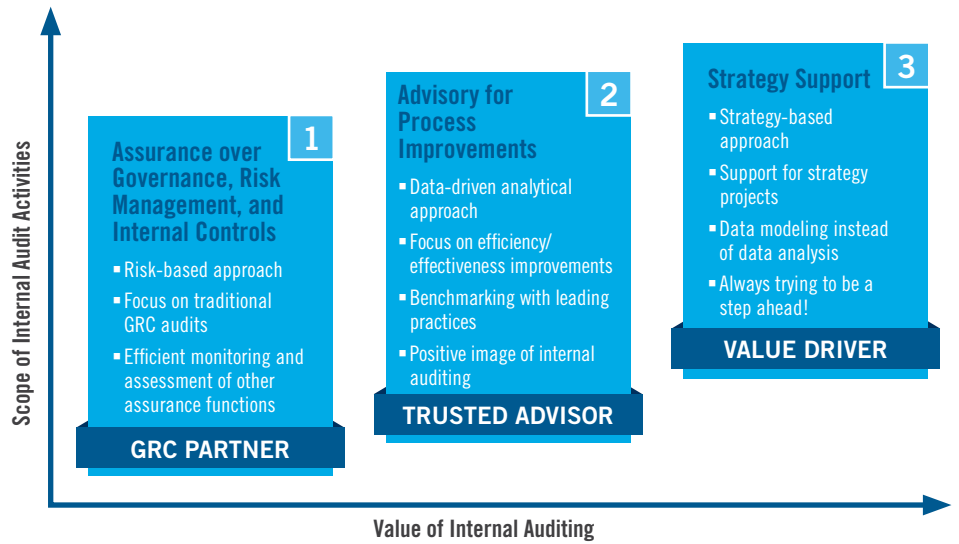 Scope of Internal Audit Activities
1
Assurance over
Governance, Risk
Management, and
Internal Controls
▪ Risk-based approach
▪ Focus on traditional
GRC audits
▪ Efficient monitoring and
assessment of other
assurance functions
GRC PARTNER
2
Advisory for
Process
Improvements
▪ Data-driven analytical
approach
▪ Focus on efficiency/
effectiveness improvements
▪ Benchmarking with leading
practices
▪ Positive image of internal
auditing
TRUSTED ADVISOR
3
Strategy Support
▪ Strategy-based
approach
▪ Support for strategy
projects
▪ Data modeling instead
of data analysis
▪ Always trying to be a
step ahead!
VALUE DRIVER
Value of Internal Auditing